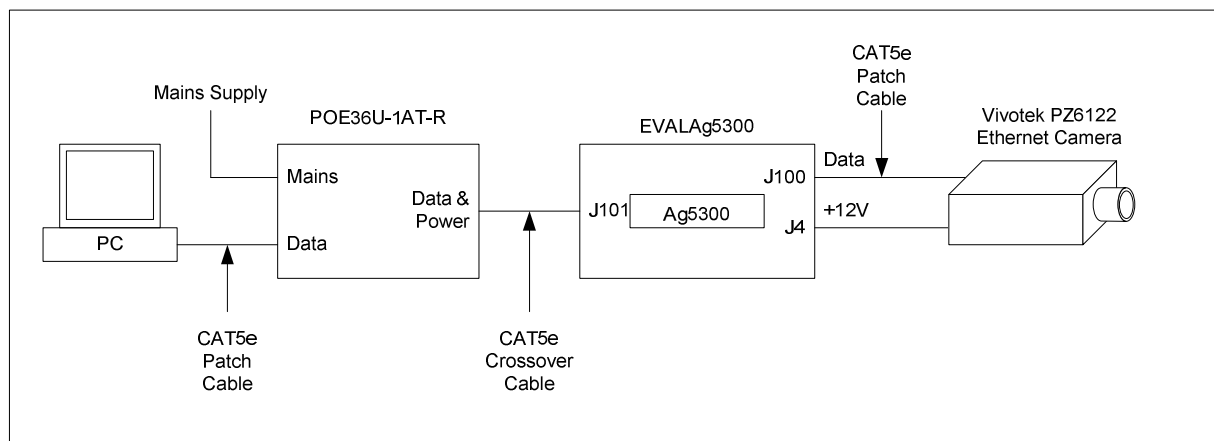 Mains Supply
PC
CAT5e
Patch
Cable
POE36U-1AT-R
Mains
Data
Data &
Power
CAT5e
Crossover
Cable
EVALAg5300
J101
Ag5300
J100
J4
Data
+12V
CAT5e
Patch
Cable
Vivotek PZ6122
Ethernet Camera